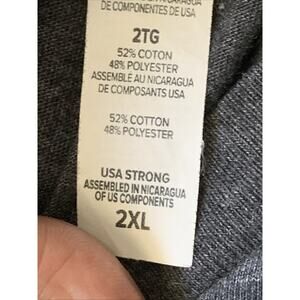 DE COMPONENTES DE USA
2TG
52% COTON
48% POLYESTER
ASSEMBLÉ AU NICARAGUA
DE COMPOSANTS USA
52% COTTON
48% POLYESTER
USA STRONG
ASSEMBLED IN NICARAGUA
OF US COMPONENTS
2XL